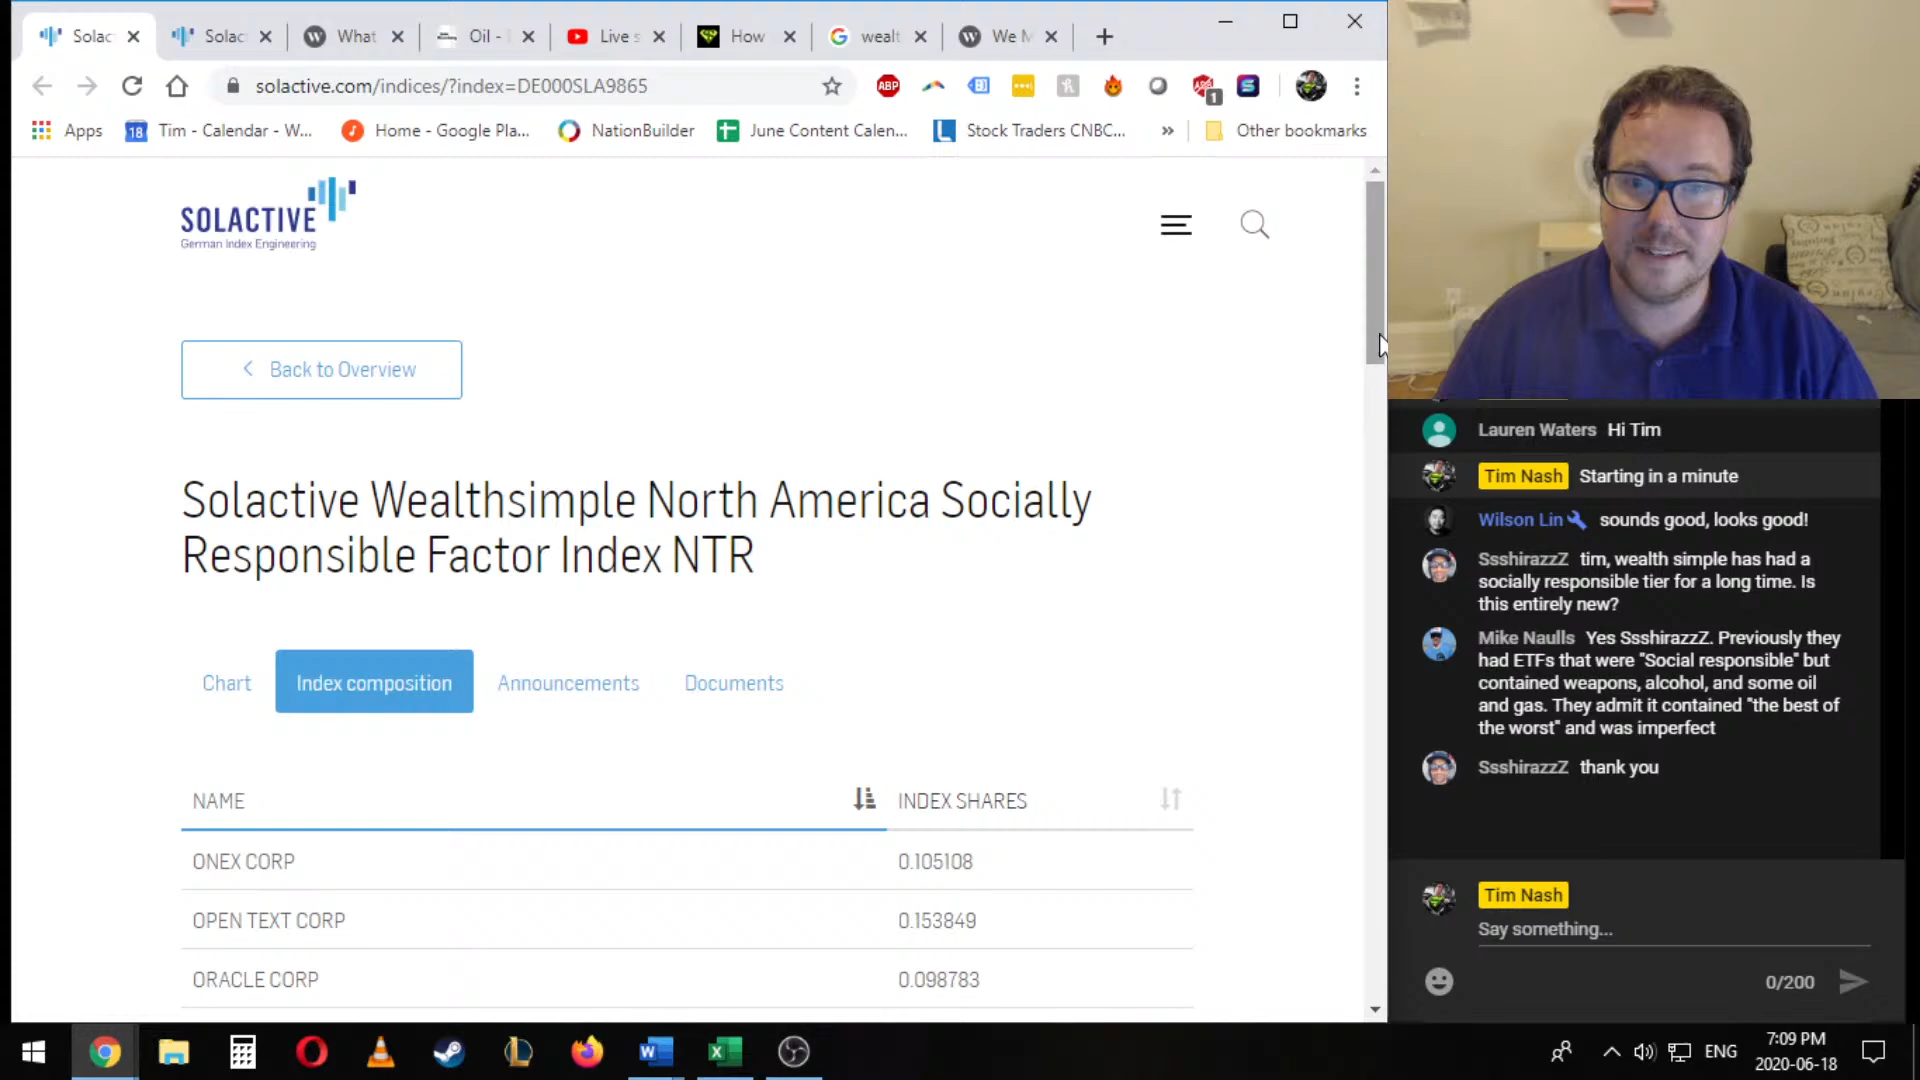 Solac
Solac
What
Oil -
Live s
How
wealt
We M
solactive.com/indices/?index=DE000SLA9865
ABP
1
Apps
18
Tim - Calendar - W...
Home - Google Pla...
NationBuilder
June Content Calen...
Stock Traders CNBC...
»
Other bookmarks
SOLACTIVE
German Index Engineering
Back to Overview
Solactive Wealthsimple North America Socially
Responsible Factor Index NTR
Chart
Index composition
Announcements
Documents
NAME
INDEX SHARES
ONEX CORP
0.105108
OPEN TEXT CORP
0.153849
ORACLE CORP
0.098783
Lauren Waters Hi Tim
Tim Nash Starting in a minute
Wilson Lin sounds good, looks good!
SsshirazzZ tim, wealth simple has had a
socially responsible tier for a long time. Is
this entirely new?
Mike Naulls Yes SsshirazzZ. Previously they
had ETFs that were "Social responsible" but
contained weapons, alcohol, and some oil
and gas. They admit it contained "the best of
the worst" and was imperfect
SsshirazzZ thank you
Tim Nash
Say something...
0/200
ENG
7:09 PM
2020-06-18